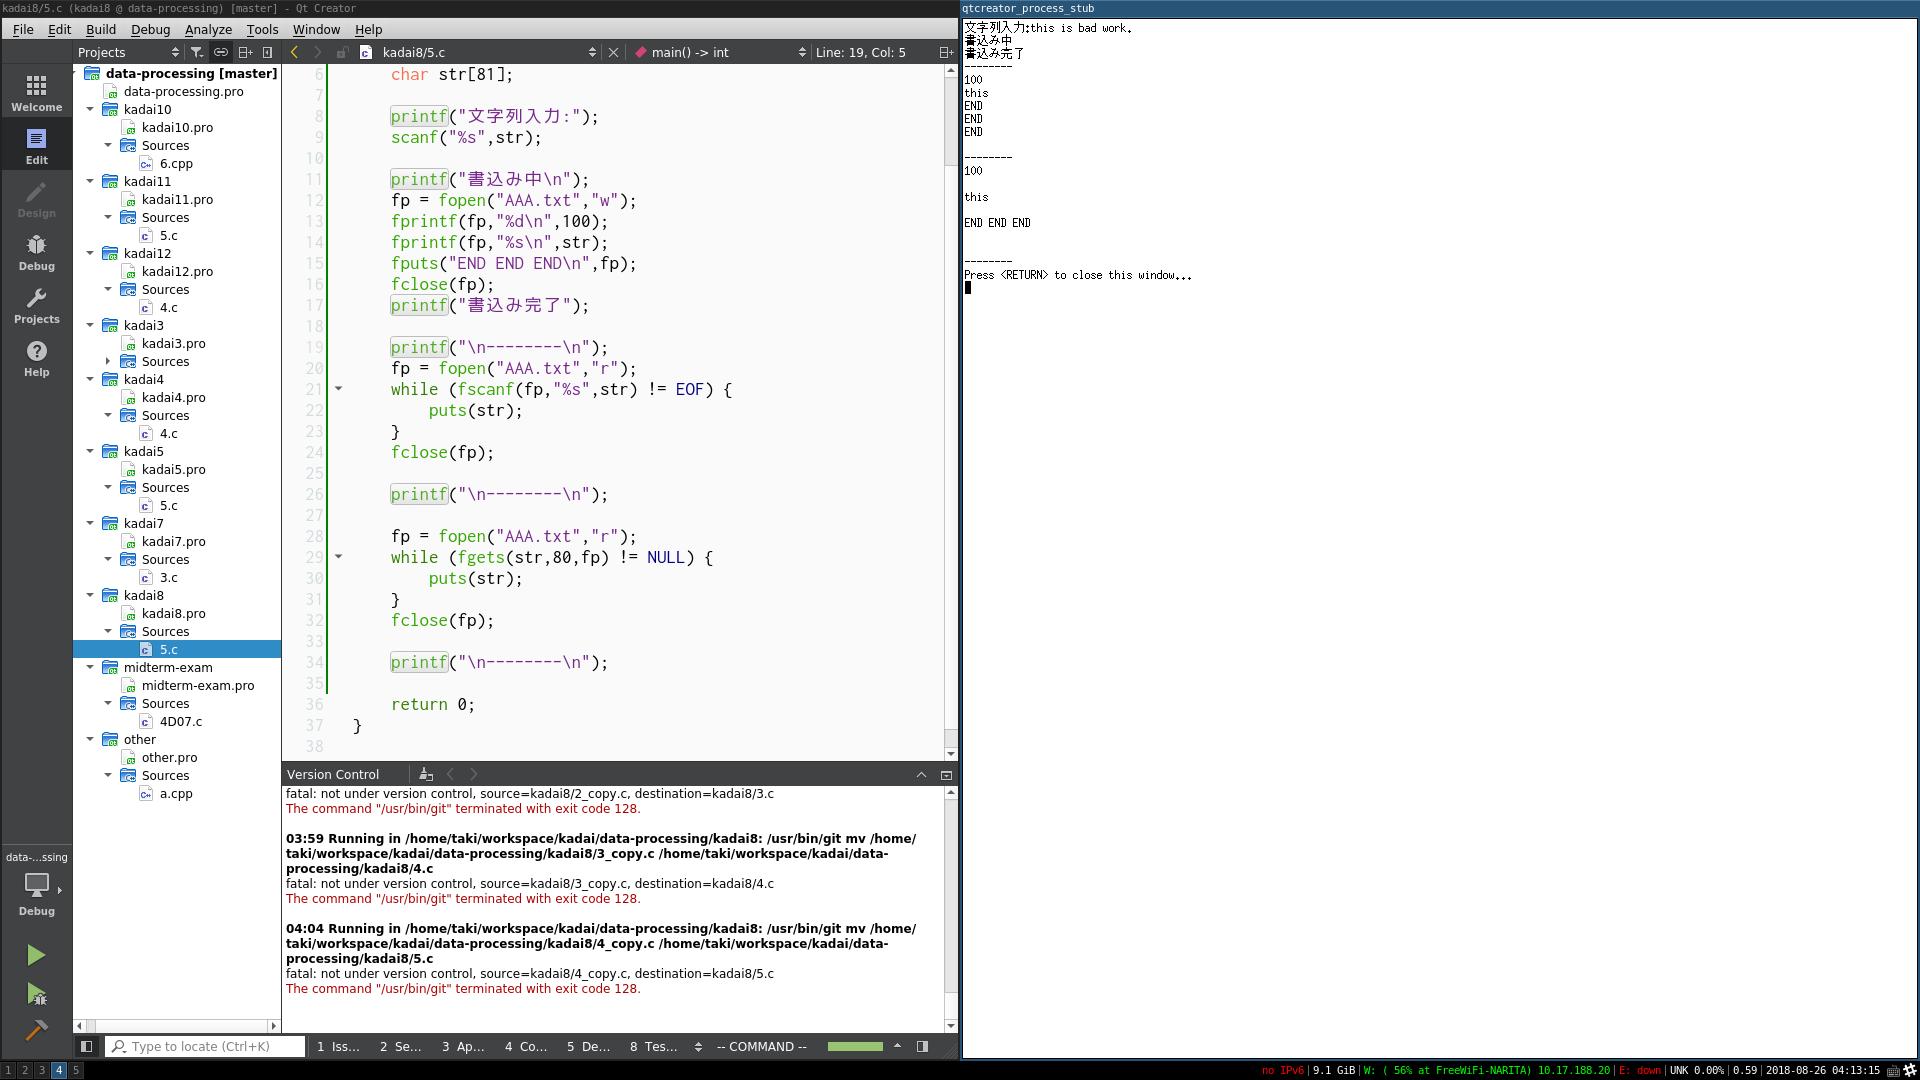 kadai8/5.c (kadai8 @ data-processing) [master] - Qt Creator
File Edit Build Debug Analyze Tools Window Help
Projects
kadai8/5.c
main() -> int
Line: 19, Col: 5
Welcome
Edit
Design
Debug
Projects
Help
data-...ssing
Debug
data-processing [master]
data-processing.pro
kadai10
kadai10.pro
Sources
6.cpp
kadai11
kadai11.pro
Sources
5.c
kadai12
kadai12.pro
Sources
4.c
kadai3
kadai3.pro
Sources
kadai4
kadai4.pro
Sources
4.c
kadai5
kadai5.pro
Sources
5.c
kadai7
kadai7.pro
Sources
3.c
kadai8
kadai8.pro
Sources
5.c
midterm-exam
midterm-exam.pro
Sources
4D07.c
other
other.pro
Sources
a.cpp
6 char str[81];
7
8 printf("文字列入力:");
9 scanf("%s",str);
10
11 printf("書込み中\n");
12 fp = fopen("AAA.txt","w");
13 fprintf(fp,"%d\n",100);
14 fprintf(fp,"%s\n",str);
15 fputs("END END END\n",fp);
16 fclose(fp);
17 printf("書込み完了");
18
19 printf("\n--------\n");
20 fp = fopen("AAA.txt","r");
21 while (fscanf(fp,"%s",str) != EOF) {
22 puts(str);
23 }
24 fclose(fp);
25
26 printf("\n--------\n");
27
28 fp = fopen("AAA.txt","r");
29 while (fgets(str,80,fp) != NULL) {
30 puts(str);
31 }
32 fclose(fp);
33
34 printf("\n--------\n");
35
36 return 0;
37 }
38
Version Control
fatal: not under version control, source=kadai8/2_copy.c, destination=kadai8/3.c
The command "/usr/bin/git" terminated with exit code 128.
03:59 Running in /home/taki/workspace/kadai/data-processing/kadai8: /usr/bin/git mv /home/
taki/workspace/kadai/data-processing/kadai8/3_copy.c /home/taki/workspace/kadai/data-
processing/kadai8/4.c
fatal: not under version control, source=kadai8/3_copy.c, destination=kadai8/4.c
The command "/usr/bin/git" terminated with exit code 128.
04:04 Running in /home/taki/workspace/kadai/data-processing/kadai8: /usr/bin/git mv /home/
taki/workspace/kadai/data-processing/kadai8/4_copy.c /home/taki/workspace/kadai/data-
processing/kadai8/5.c
fatal: not under version control, source=kadai8/4_copy.c, destination=kadai8/5.c
The command "/usr/bin/git" terminated with exit code 128.
Type to locate (Ctrl+K)
1 Iss... 2 Se... 3 Ap... 4 Co... 5 De... 8 Tes... -- COMMAND --
qtcreator_process_stub
文字列入力:this is bad work.
書込み中
書込み完了
--------
100
this
END
END
END
--------
100
this
END END END
--------
Press <RETURN> to close this window...
1 2 3 4 5
no IPv6|9.1 GiB|W: ( 56% at FreeWiFi-NARITA) 10.17.188.20|E: down|UNK 0.00%|0.59|2018-08-26 04:13:15